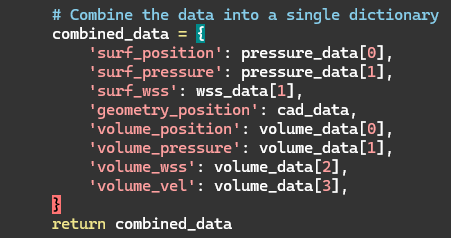 # Combine the data into a single dictionary
combined_data = {
    'surf_position': pressure_data[0],
    'surf_pressure': pressure_data[1],
    'surf_wss': wss_data[1],
    'geometry_position': cad_data,
    'volume_position': volume_data[0],
    'volume_pressure': volume_data[1],
    'volume_wss': volume_data[2],
    'volume_vel': volume_data[3],
}
return combined_data